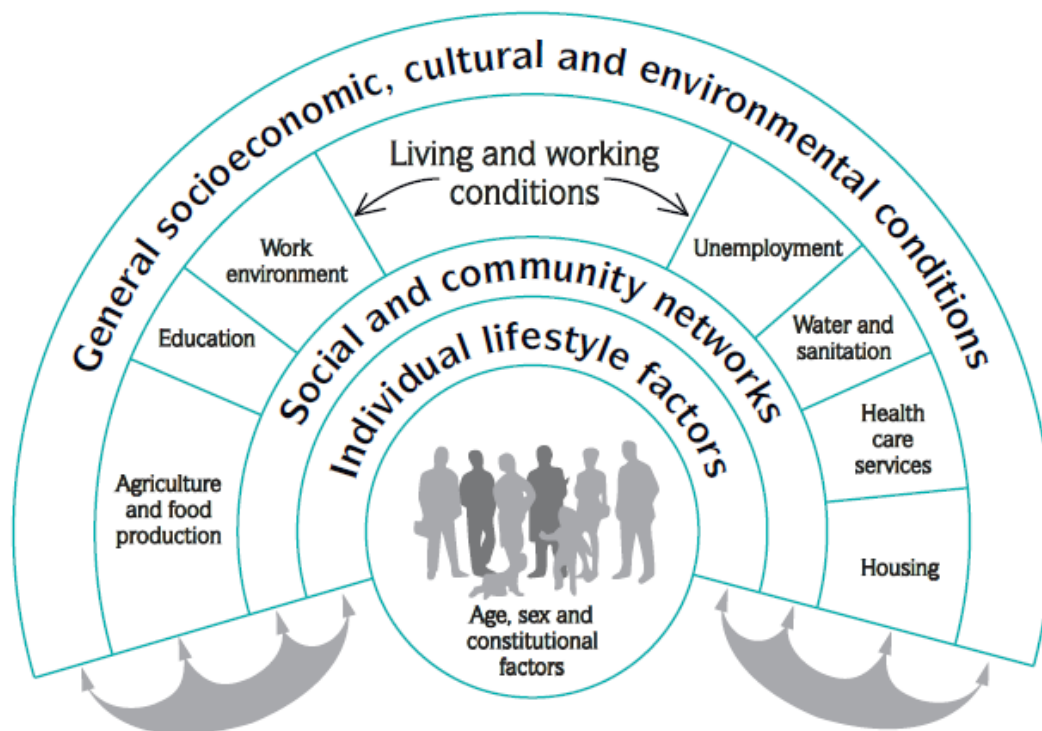 General socioeconomic, cultural and environmental conditions
Living and working
conditions
Work
environment
Unemployment
Education
Water and
sanitation
Agriculture
and food
production
Health
care
services
Housing
Social and community networks
Individual lifestyle factors
Age, sex and
constitutional
factors